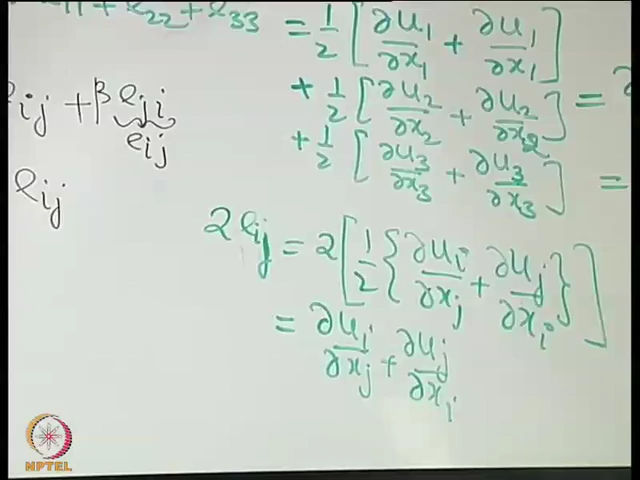 e11 + e22 + e33 = 1/2 [∂u1/∂x1 + ∂u1/∂x1]
+ 1/2 [∂u2/∂x2 + ∂u2/∂x2] =
+ 1/2 [∂u3/∂x3 + ∂u3/∂x3] =
eij + β eji
eij
eij
2eij = 2[1/2 {∂ui/∂xj + ∂uj/∂xi}]
= ∂ui/∂xj + ∂uj/∂xi
NPTEL